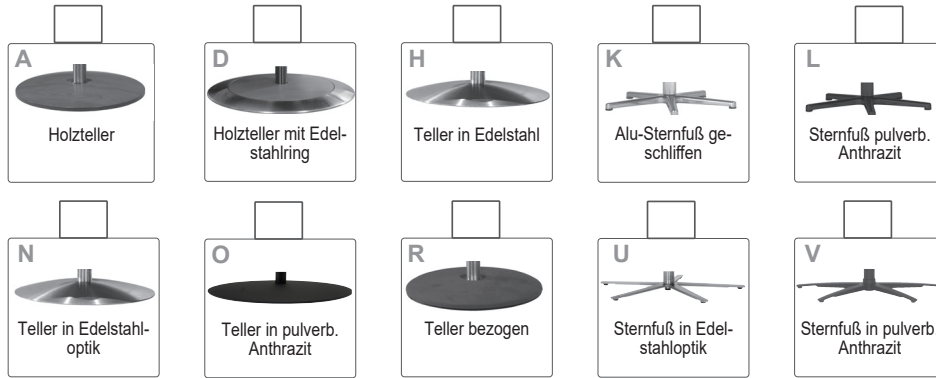 A
Holzteller
D
Holzteller mit Edel-
stahlring
H
Teller in Edelstahl
K
Alu-Sternfuß ge-
schliffen
L
Sternfuß pulverb.
Anthrazit
N
Teller in Edelstahl-
optik
O
Teller in pulverb.
Anthrazit
R
Teller bezogen
U
Sternfuß in Edel-
stahloptik
V
Sternfuß in pulverb.
Anthrazit